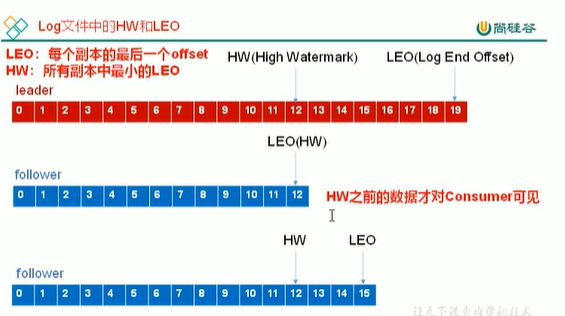 Log文件中的HW和LEO
尚硅谷
LEO：每个副本的最后一个offset
HW：所有副本中最小的LEO
HW(High Watermark)
LEO(Log End Offset)
leader
0 1 2 3 4 5 6 7 8 9 10 11 12 13 14 15 16 17 18 19
LEO(HW)
follower
0 1 2 3 4 5 6 7 8 9 10 11 12
HW之前的数据才对Consumer可见
HW
LEO
follower
0 1 2 3 4 5 6 7 8 9 10 11 12 13 14 15
让天下没有难学的技术